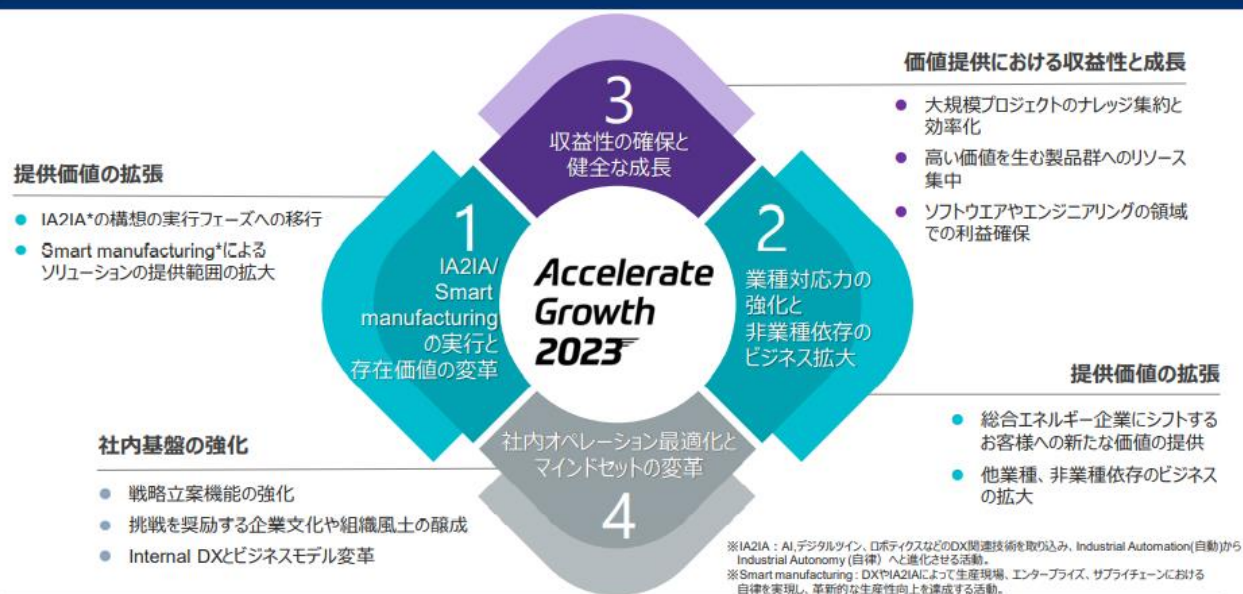 価値提供における収益性と成長
● 大規模プロジェクトのナレッジ集約と
効率化
● 高い価値を生む製品群へのリソース
集中
● ソフトウエアやエンジニアリングの領域
での利益確保
3
収益性の確保と
健全な成長
提供価値の拡張
● IA2IA*の構想の実行フェーズへの移行
● Smart manufacturing*による
ソリューションの提供範囲の拡大
1
IA2IA/
Smart
manufacturing
の実行と
存在価値の変革
Accelerate
Growth
2023
2
業種対応力の
強化と
非業種依存の
ビジネス拡大
提供価値の拡張
● 総合エネルギー企業にシフトする
お客様への新たな価値の提供
● 他業種、非業種依存のビジネス
の拡大
社内基盤の強化
● 戦略立案機能の強化
● 挑戦を奨励する企業文化や組織風土の醸成
● Internal DXとビジネスモデル変革
社内オペレーション最適化と
マインドセットの変革
4
※IA2IA：AI,デジタルツイン、ロボティクスなどのDX関連技術を取り込み、Industrial Automation(自動)から
Industrial Autonomy (自律）へと進化させる活動。
※Smart manufacturing：DXやIA2IAによって生産現場、エンタープライズ、サプライチェーンにおける
自律を実現し、革新的な生産性向上を達成する活動。